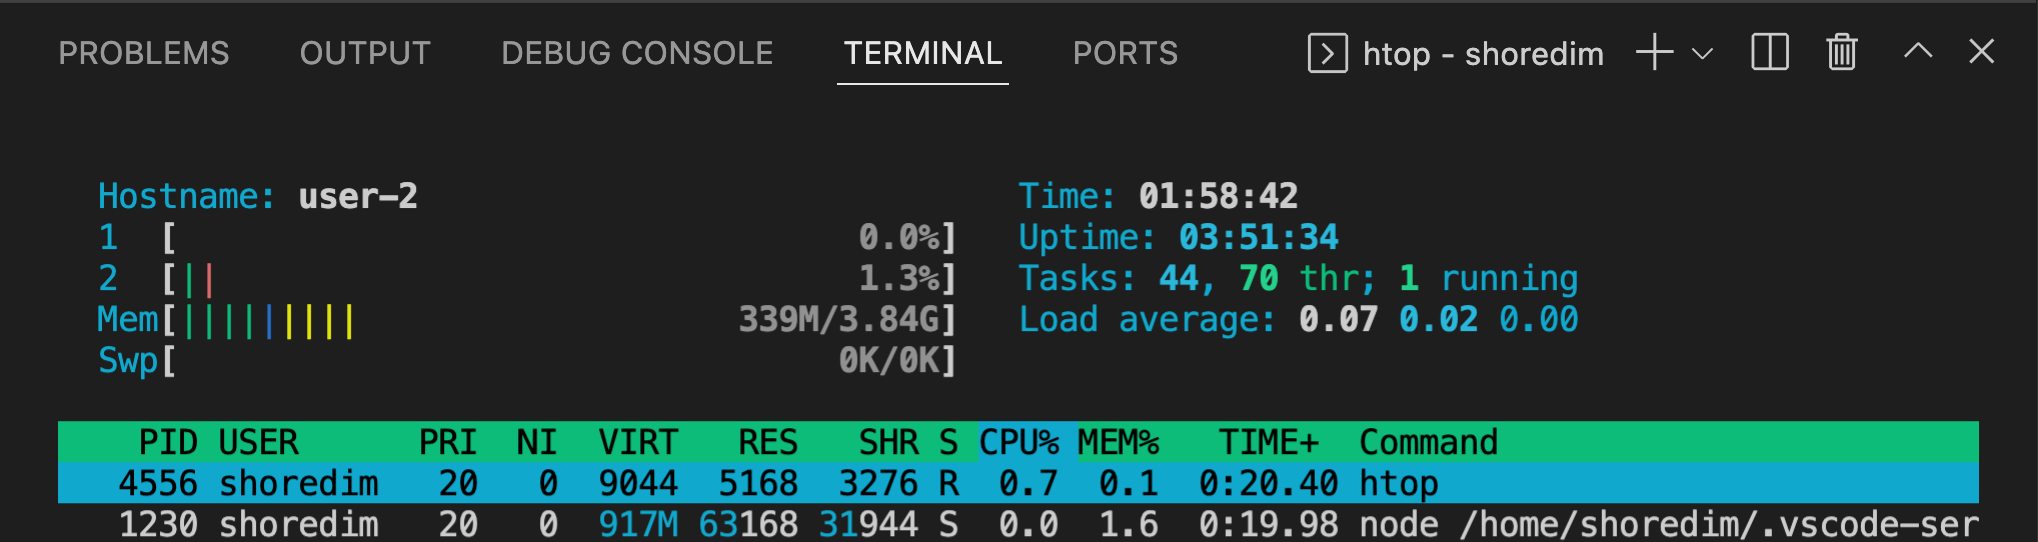 PROBLEMS OUTPUT DEBUG CONSOLE TERMINAL PORTS htop - shoredim
Hostname: user-2 Time: 01:58:42
1 [ 0.0%] Uptime: 03:51:34
2 [|| 1.3%] Tasks: 44, 70 thr; 1 running
Mem[||||||||| 339M/3.84G] Load average: 0.07 0.02 0.00
Swp[ 0K/0K]
PID USER PRI NI VIRT RES SHR S CPU% MEM% TIME+ Command
4556 shoredim 20 0 9044 5168 3276 R 0.7 0.1 0:20.40 htop
1230 shoredim 20 0 917M 63168 31944 S 0.0 1.6 0:19.98 node /home/shoredim/.vscode-ser